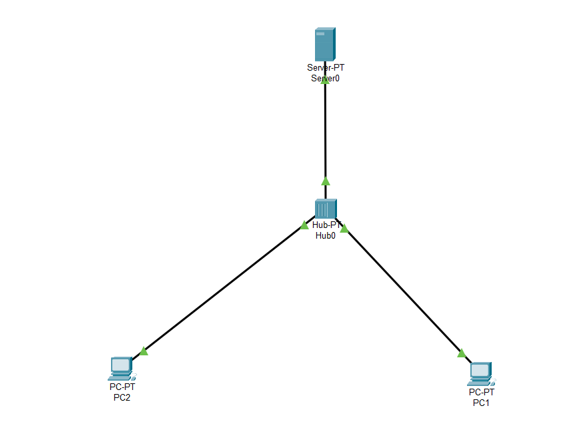 Server-PT
Server0
Hub-PT
Hub0
PC-PT
PC2
PC-PT
PC1